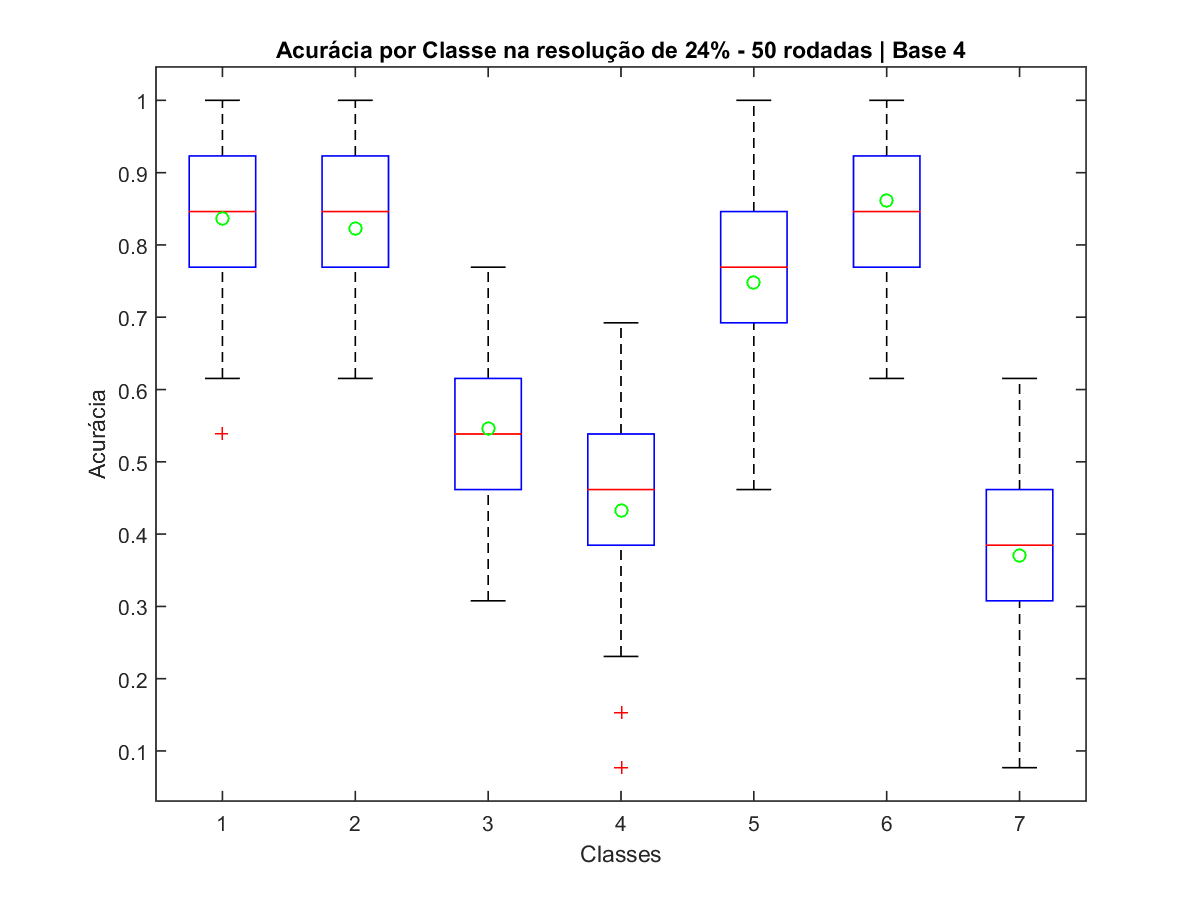 Acurácia por Classe na resolução de 24% - 50 rodadas | Base 4
1
0.9
0.8
0.7
0.6
0.5
0.4
0.3
0.2
0.1
Acurácia
1 2 3 4 5 6 7
Classes